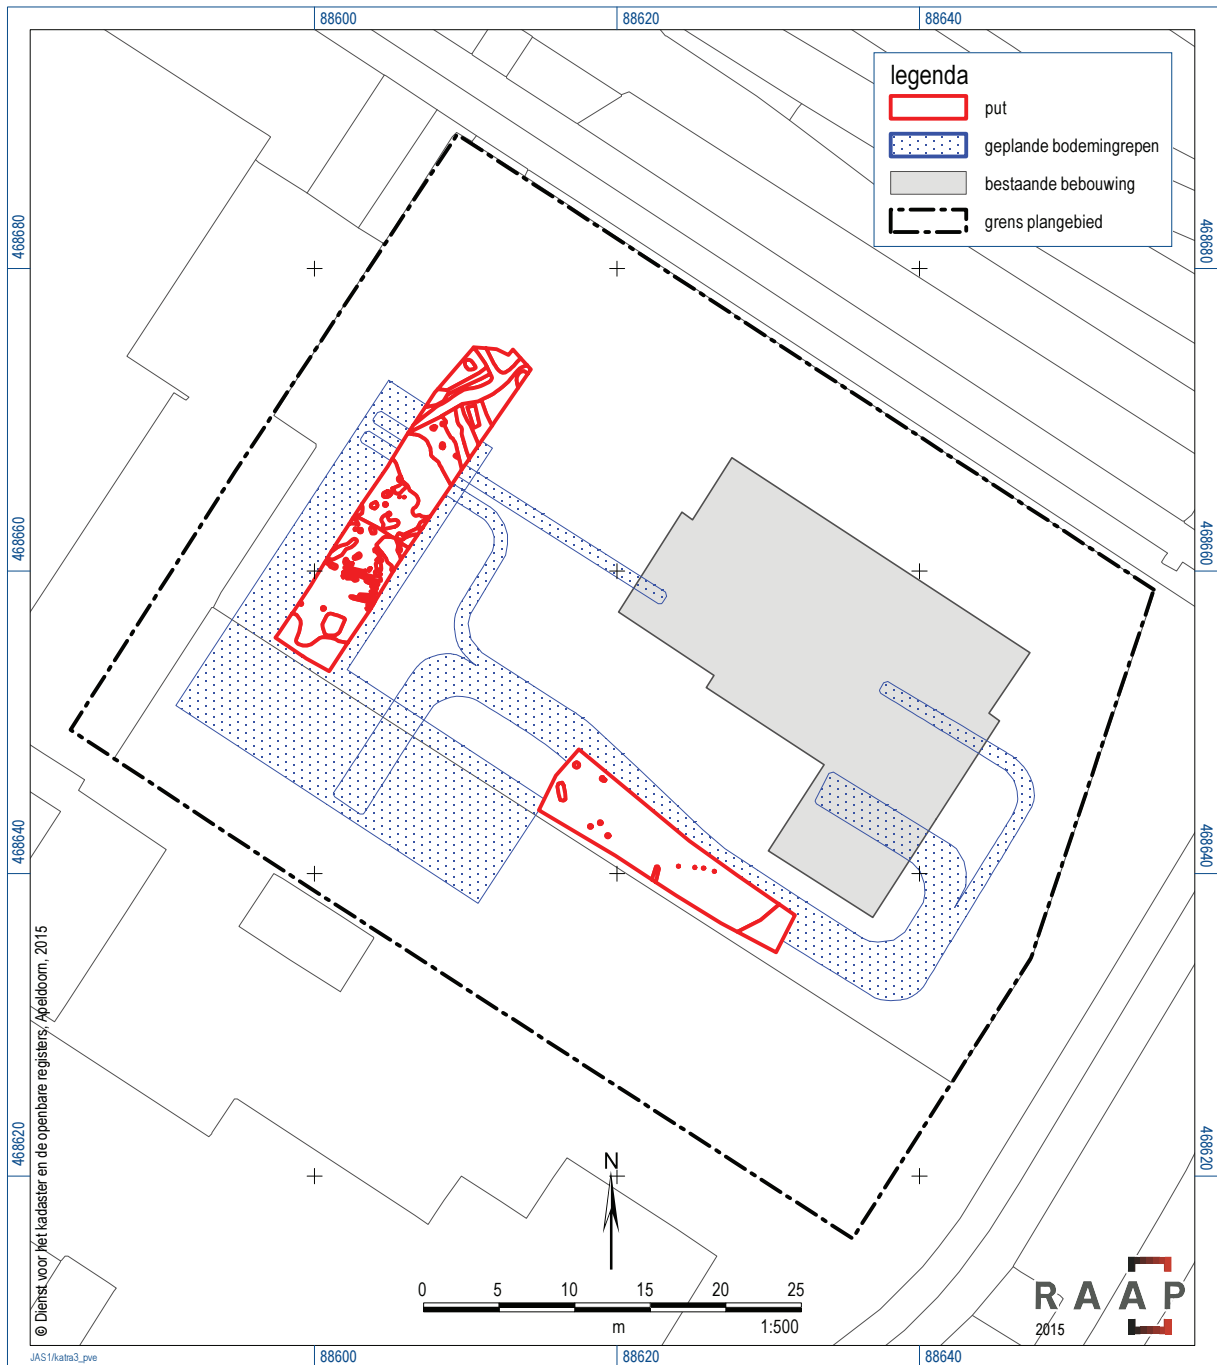 88600 88620 88640
legenda
put
geplande bodemingrepen
bestaande bebouwing
grens plangebied
468680 468680
468660 468660
468640 468640
468620 468620
© Dienst voor het kadaster en de openbare registers, Apeldoorn, 2015
N
0 5 10 15 20 25
m 1:500
RAAP
2015
JAS1/katra3_pve
88600 88620 88640